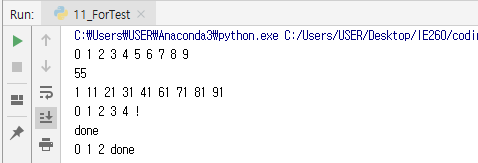 Run: 11_ForTest
C:₩Users₩USER₩Anaconda3₩python.exe C:/Users/USER/Desktop/IE260/codin
0 1 2 3 4 5 6 7 8 9
55
1 11 21 31 41 61 71 81 91
0 1 2 3 4 !
done
0 1 2 done